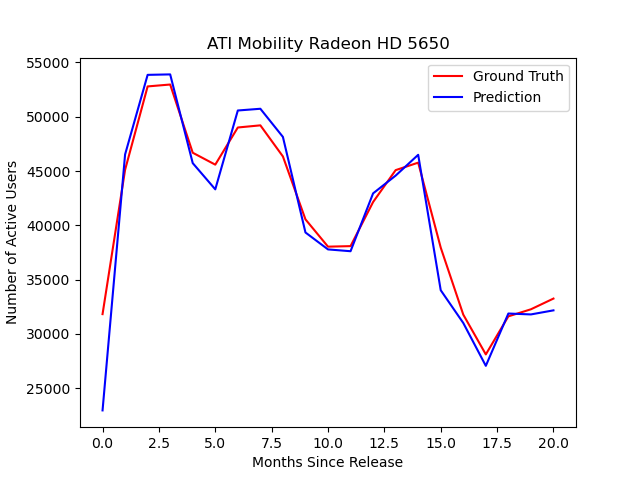 ATI Mobility Radeon HD 5650
Ground Truth
Prediction
Number of Active Users
55000
50000
45000
40000
35000
30000
25000
0.0 2.5 5.0 7.5 10.0 12.5 15.0 17.5 20.0
Months Since Release